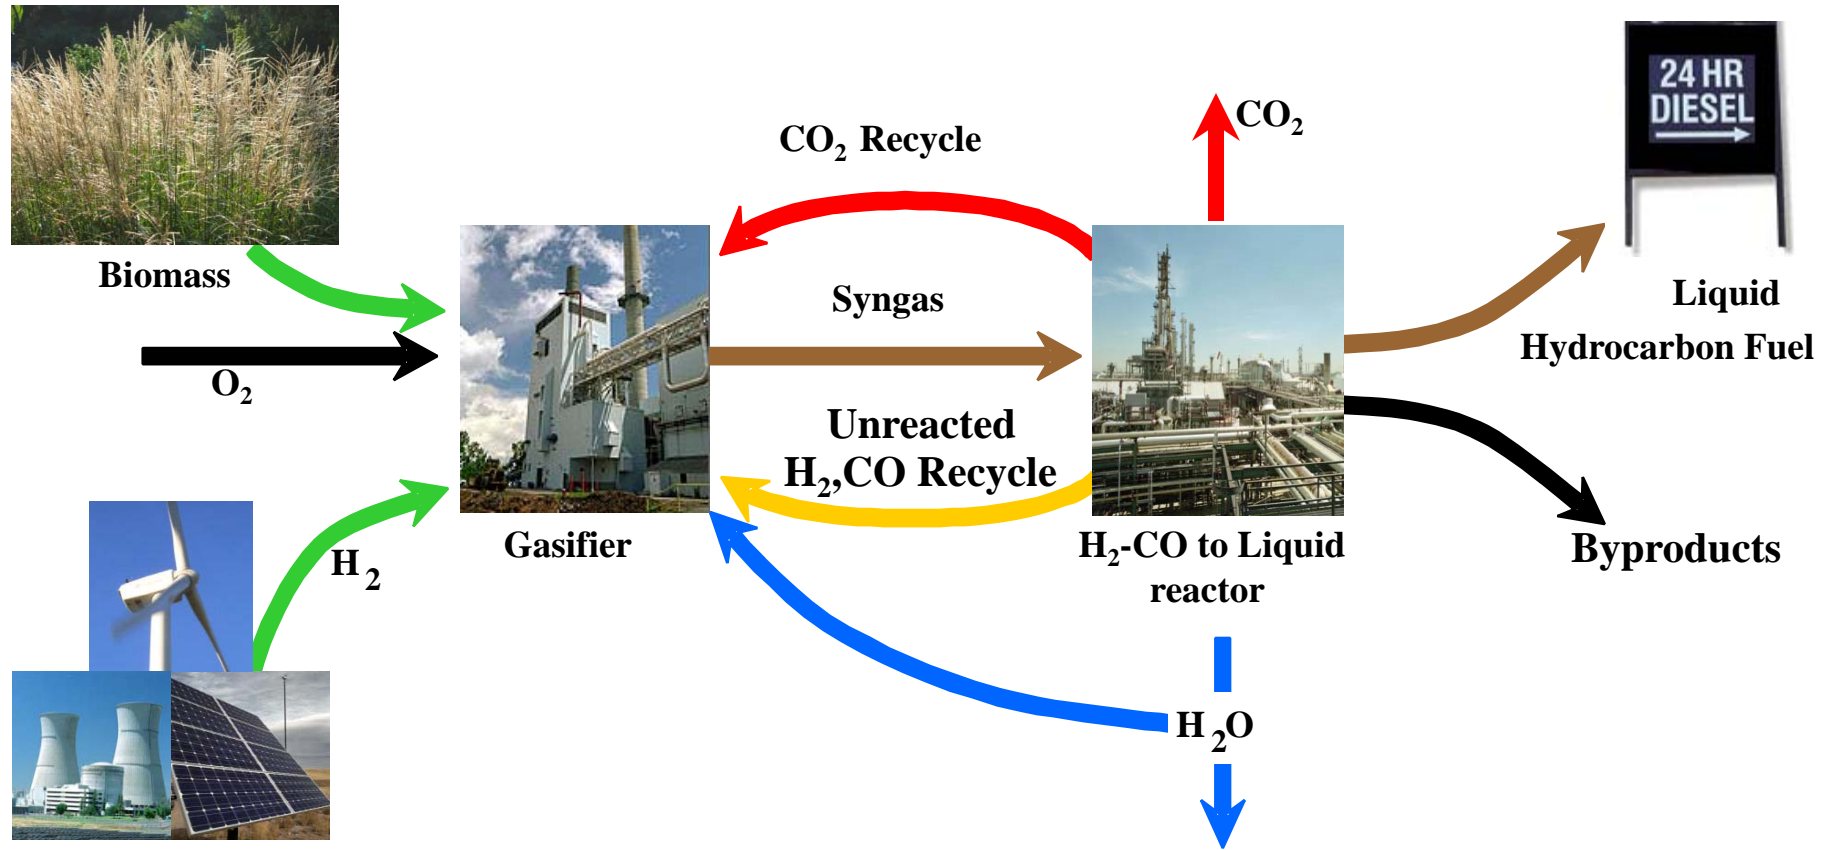 CO2 Recycle
CO2
24 HR
DIESEL
Biomass
Syngas
Liquid
Hydrocarbon Fuel
O2
Unreacted
H2,CO Recycle
Gasifier
H2-CO to Liquid
reactor
Byproducts
H2
H2O